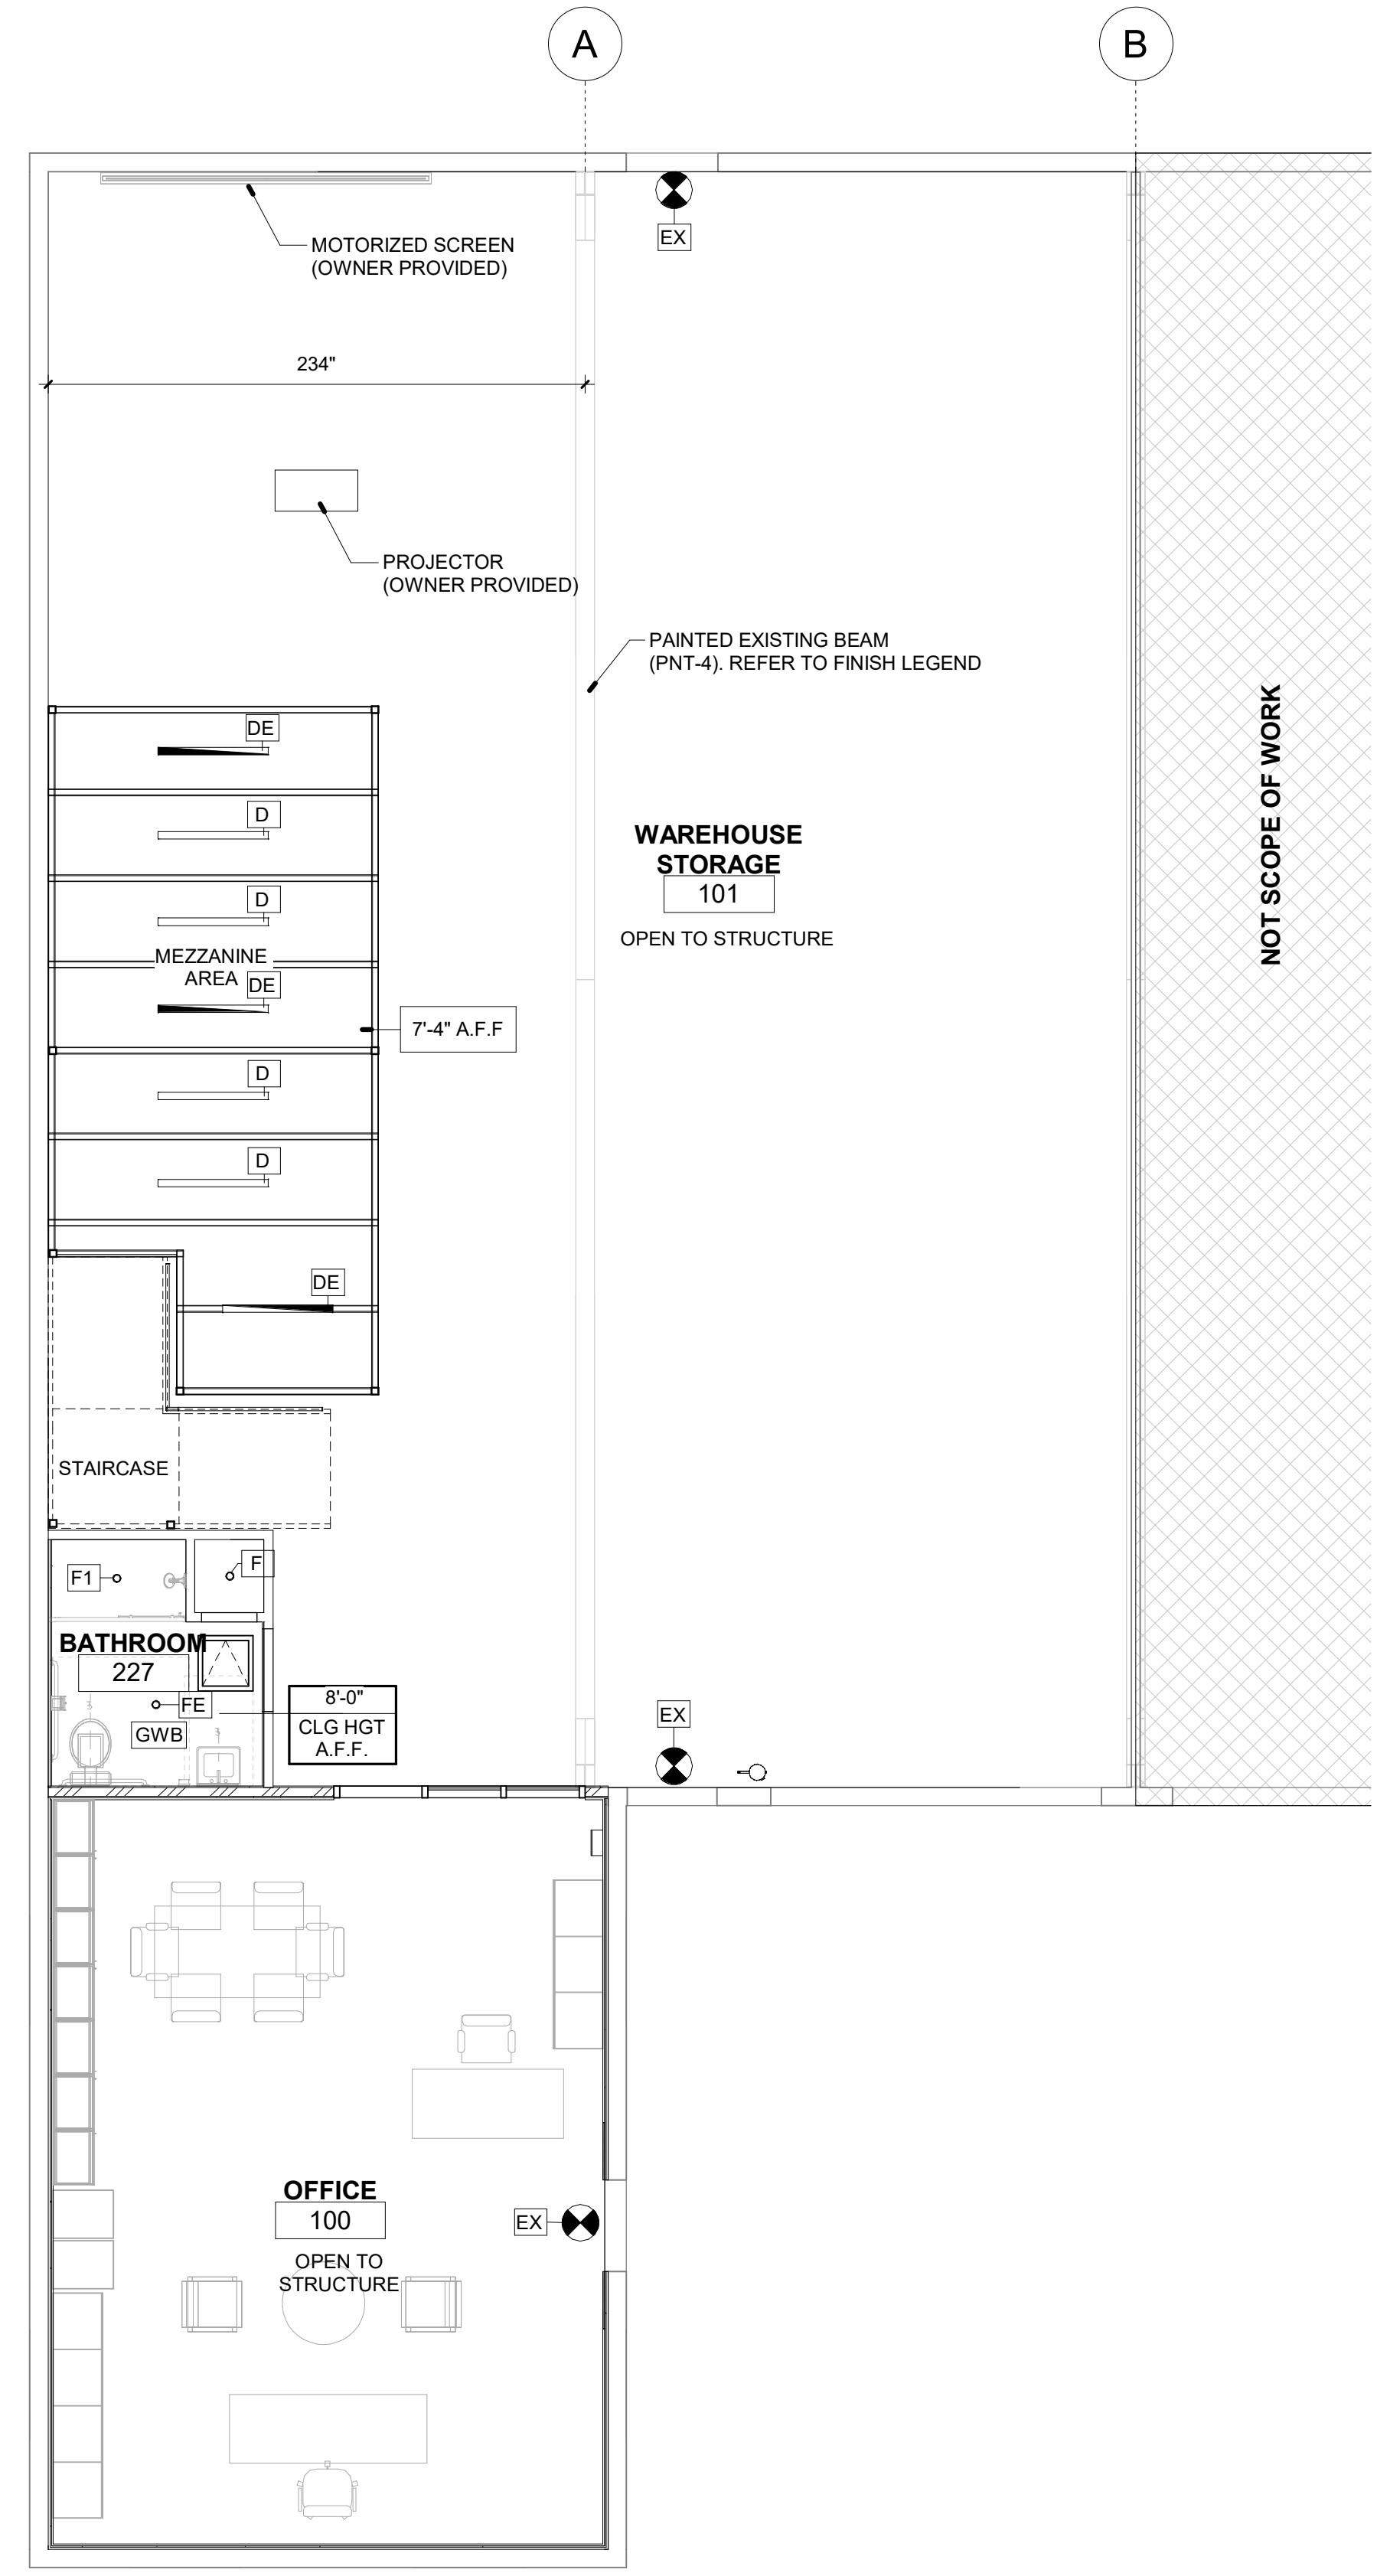 A
B
EX
MOTORIZED SCREEN
(OWNER PROVIDED)
234"
PROJECTOR
(OWNER PROVIDED)
PAINTED EXISTING BEAM
(PNT-4). REFER TO FINISH LEGEND
NOT SCOPE OF WORK
DE
D
WAREHOUSE
STORAGE
101
OPEN TO STRUCTURE
D
MEZZANINE
AREA
DE
7'-4" A.F.F
D
D
DE
STAIRCASE
F1
F
BATHROOM
227
FE
GWB
8'-0"
CLG HGT
A.F.F.
EX
OFFICE
100
EX
OPEN TO
STRUCTURE